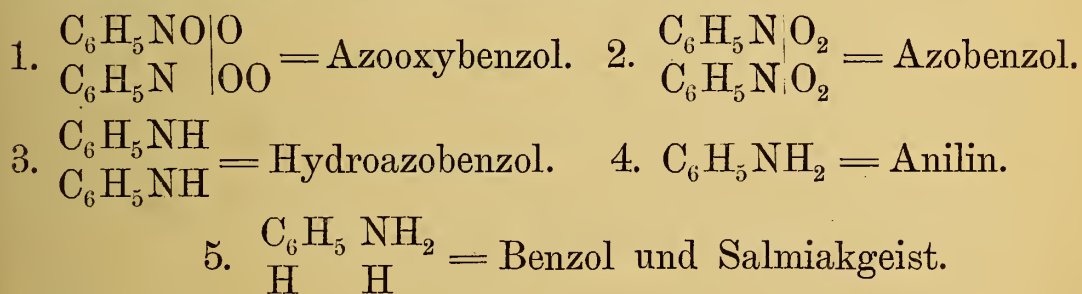 1. C₆H₅NO|O
C₆H₅N |OO = Azooxybenzol. 2. C₆H₅N|O₂
C₆H₅N|O₂ = Azobenzol.
3. C₆H₅NH
C₆H₅NH = Hydroazobenzol. 4. C₆H₅NH₂ = Anilin.
5. C₆H₅ NH₂
H H = Benzol und Salmiakgeist.